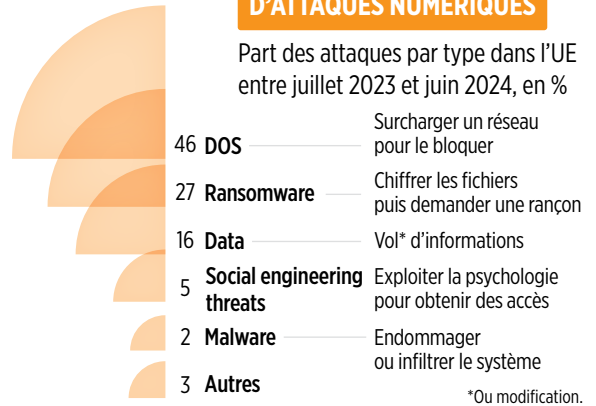 D'ATTAQUES NUMÉRIQUES
Part des attaques par type dans l'UE
entre juillet 2023 et juin 2024, en %
46 DOS
Surcharger un réseau
pour le bloquer
27 Ransomware
Chiffrer les fichiers
puis demander une rançon
16 Data
Vol* d'informations
5 Social engineering
threats
Exploiter la psychologie
pour obtenir des accès
2 Malware
Endommager
ou infiltrer le système
3 Autres
*Ou modification.